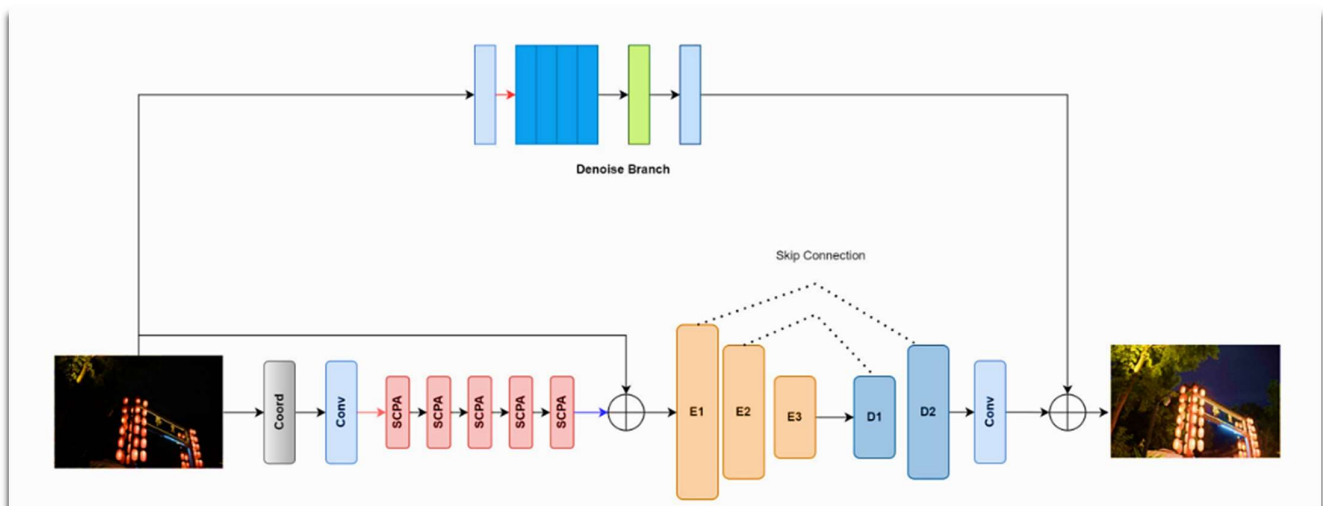 Denoise Branch
Skip Connection
Coord
Conv
SCPA
SCPA
SCPA
SCPA
SCPA
E1
E2
E3
D1
D2
Conv